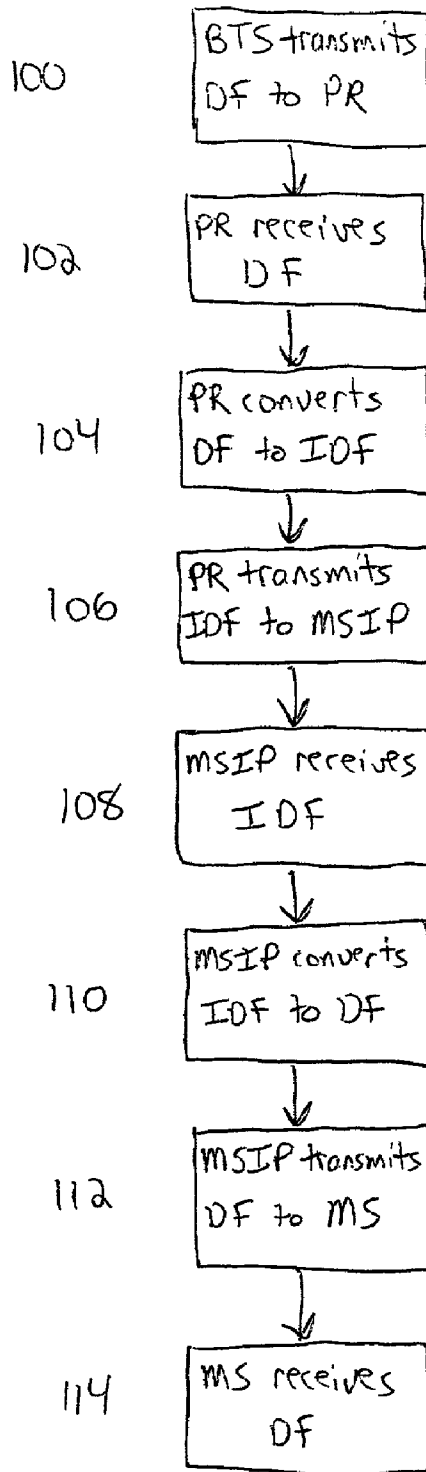 100
BTS transmits
DF to PR
102
PR receives
DF
104
PR converts
DF to IDF
106
PR transmits
IDF to MSIP
108
MSIP receives
IDF
110
MSIP converts
IDF to DF
112
MSIP transmits
DF to MS
114
MS receives
DF